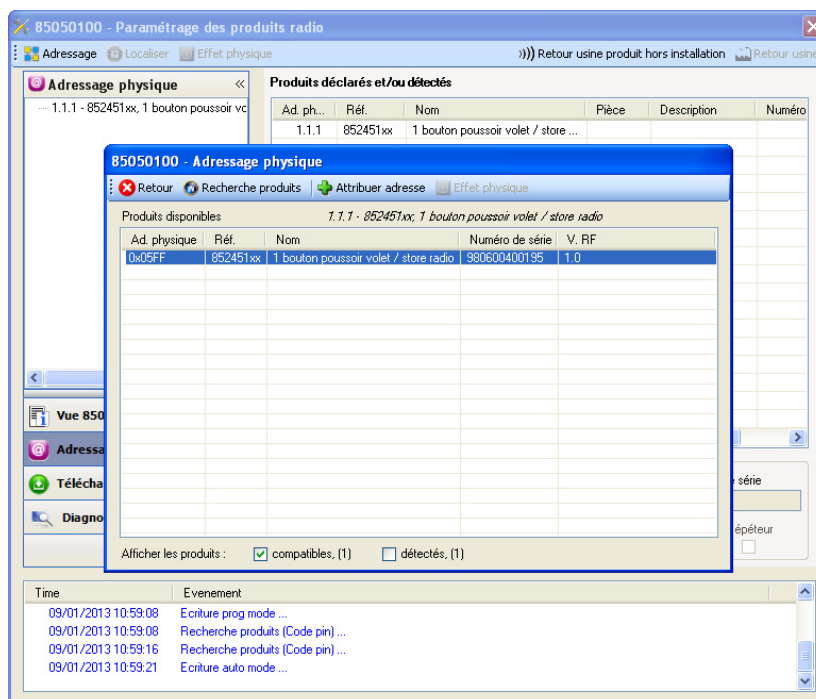 85050100 - Paramétrage des produits radio
Adressage Localiser Effet physique
))) Retour usine produit hors installation Retour usine
Adressage physique «
1.1.1 - 852451xx, 1 bouton poussoir vo
Produits déclarés et/ou détectés
Ad. ph... Réf. Nom Pièce Description Numéro
1.1.1 852451xx 1 bouton poussoir volet / store ...
85050100 - Adressage physique
Retour Recherche produits Attribuer adresse Effet physique
Produits disponibles 1.1.1 - 852451xx, 1 bouton poussoir volet / store radio
Ad. physique Réf. Nom Numéro de série V. RF
0x05FF 852451xx 1 bouton poussoir volet / store radio 980600400195 1.0
Afficher les produits : compatibles, (1) détectés, (1)
Vue 850
Adressa
Télécha
Diagno
série
épéteur
Time Evenement
09/01/2013 10:59:08 Ecriture prog mode ...
09/01/2013 10:59:08 Recherche produits (Code pin) ...
09/01/2013 10:59:16 Recherche produits (Code pin) ...
09/01/2013 10:59:21 Ecriture auto mode ...